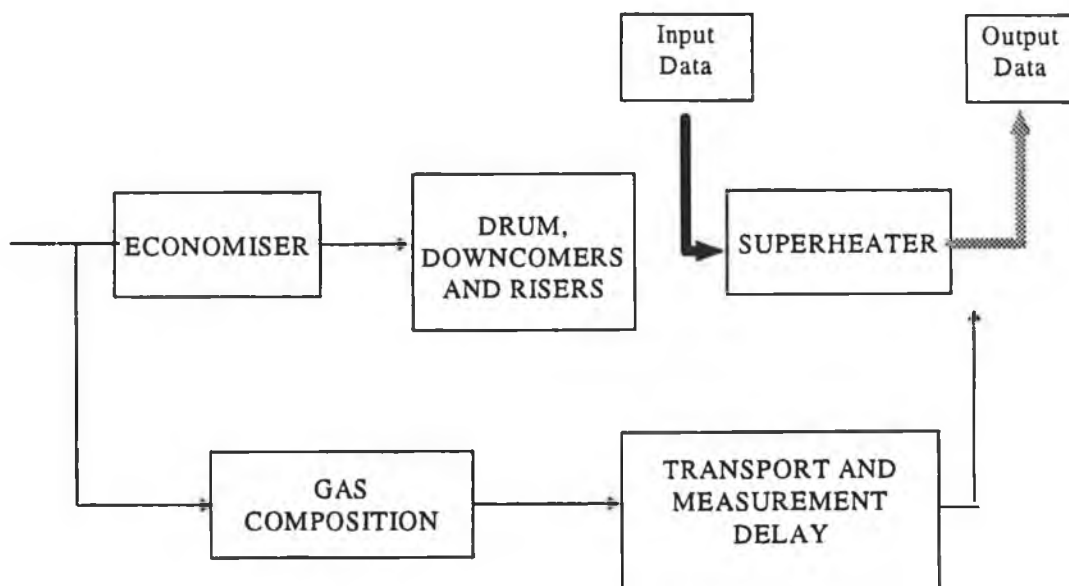 Input
Data
Output
Data
ECONOMISER
DRUM,
DOWNCOMERS
AND RISERS
SUPERHEATER
GAS
COMPOSITION
TRANSPORT AND
MEASUREMENT
DELAY